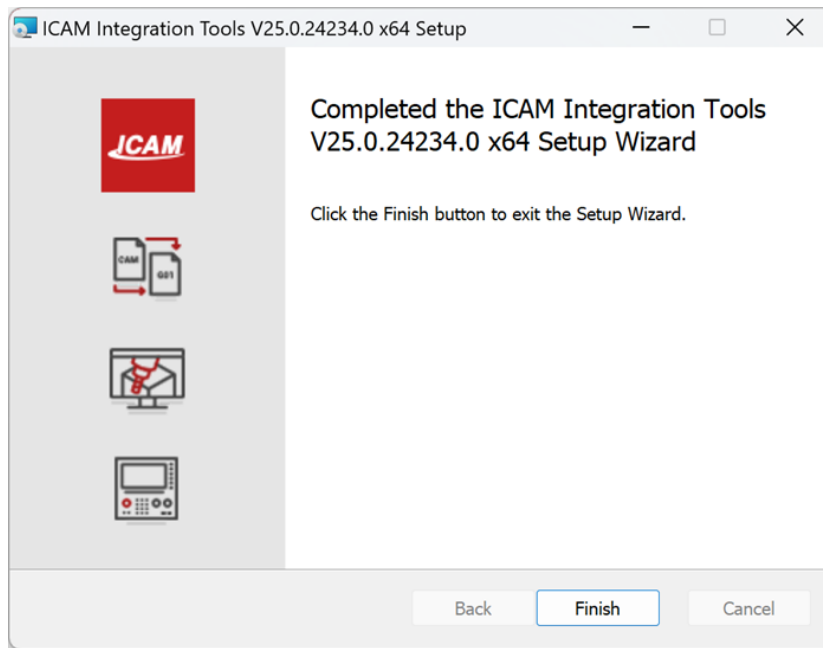 ICAM Integration Tools V25.0.24234.0 x64 Setup
ICAM
Completed the ICAM Integration Tools
V25.0.24234.0 x64 Setup Wizard
Click the Finish button to exit the Setup Wizard.
CAM
G01
Back
Finish
Cancel